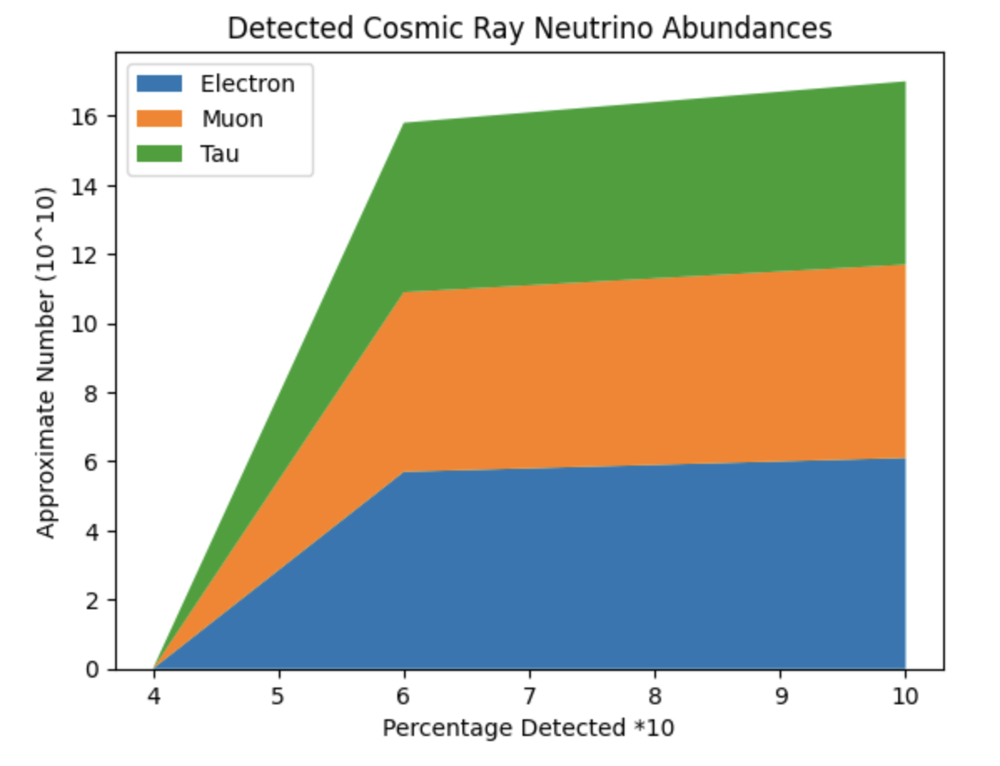 Detected Cosmic Ray Neutrino Abundances
Electron
Muon
Tau
Approximate Number (10^10)
16
14
12
10
8
6
4
2
0
4 5 6 7 8 9 10
Percentage Detected *10